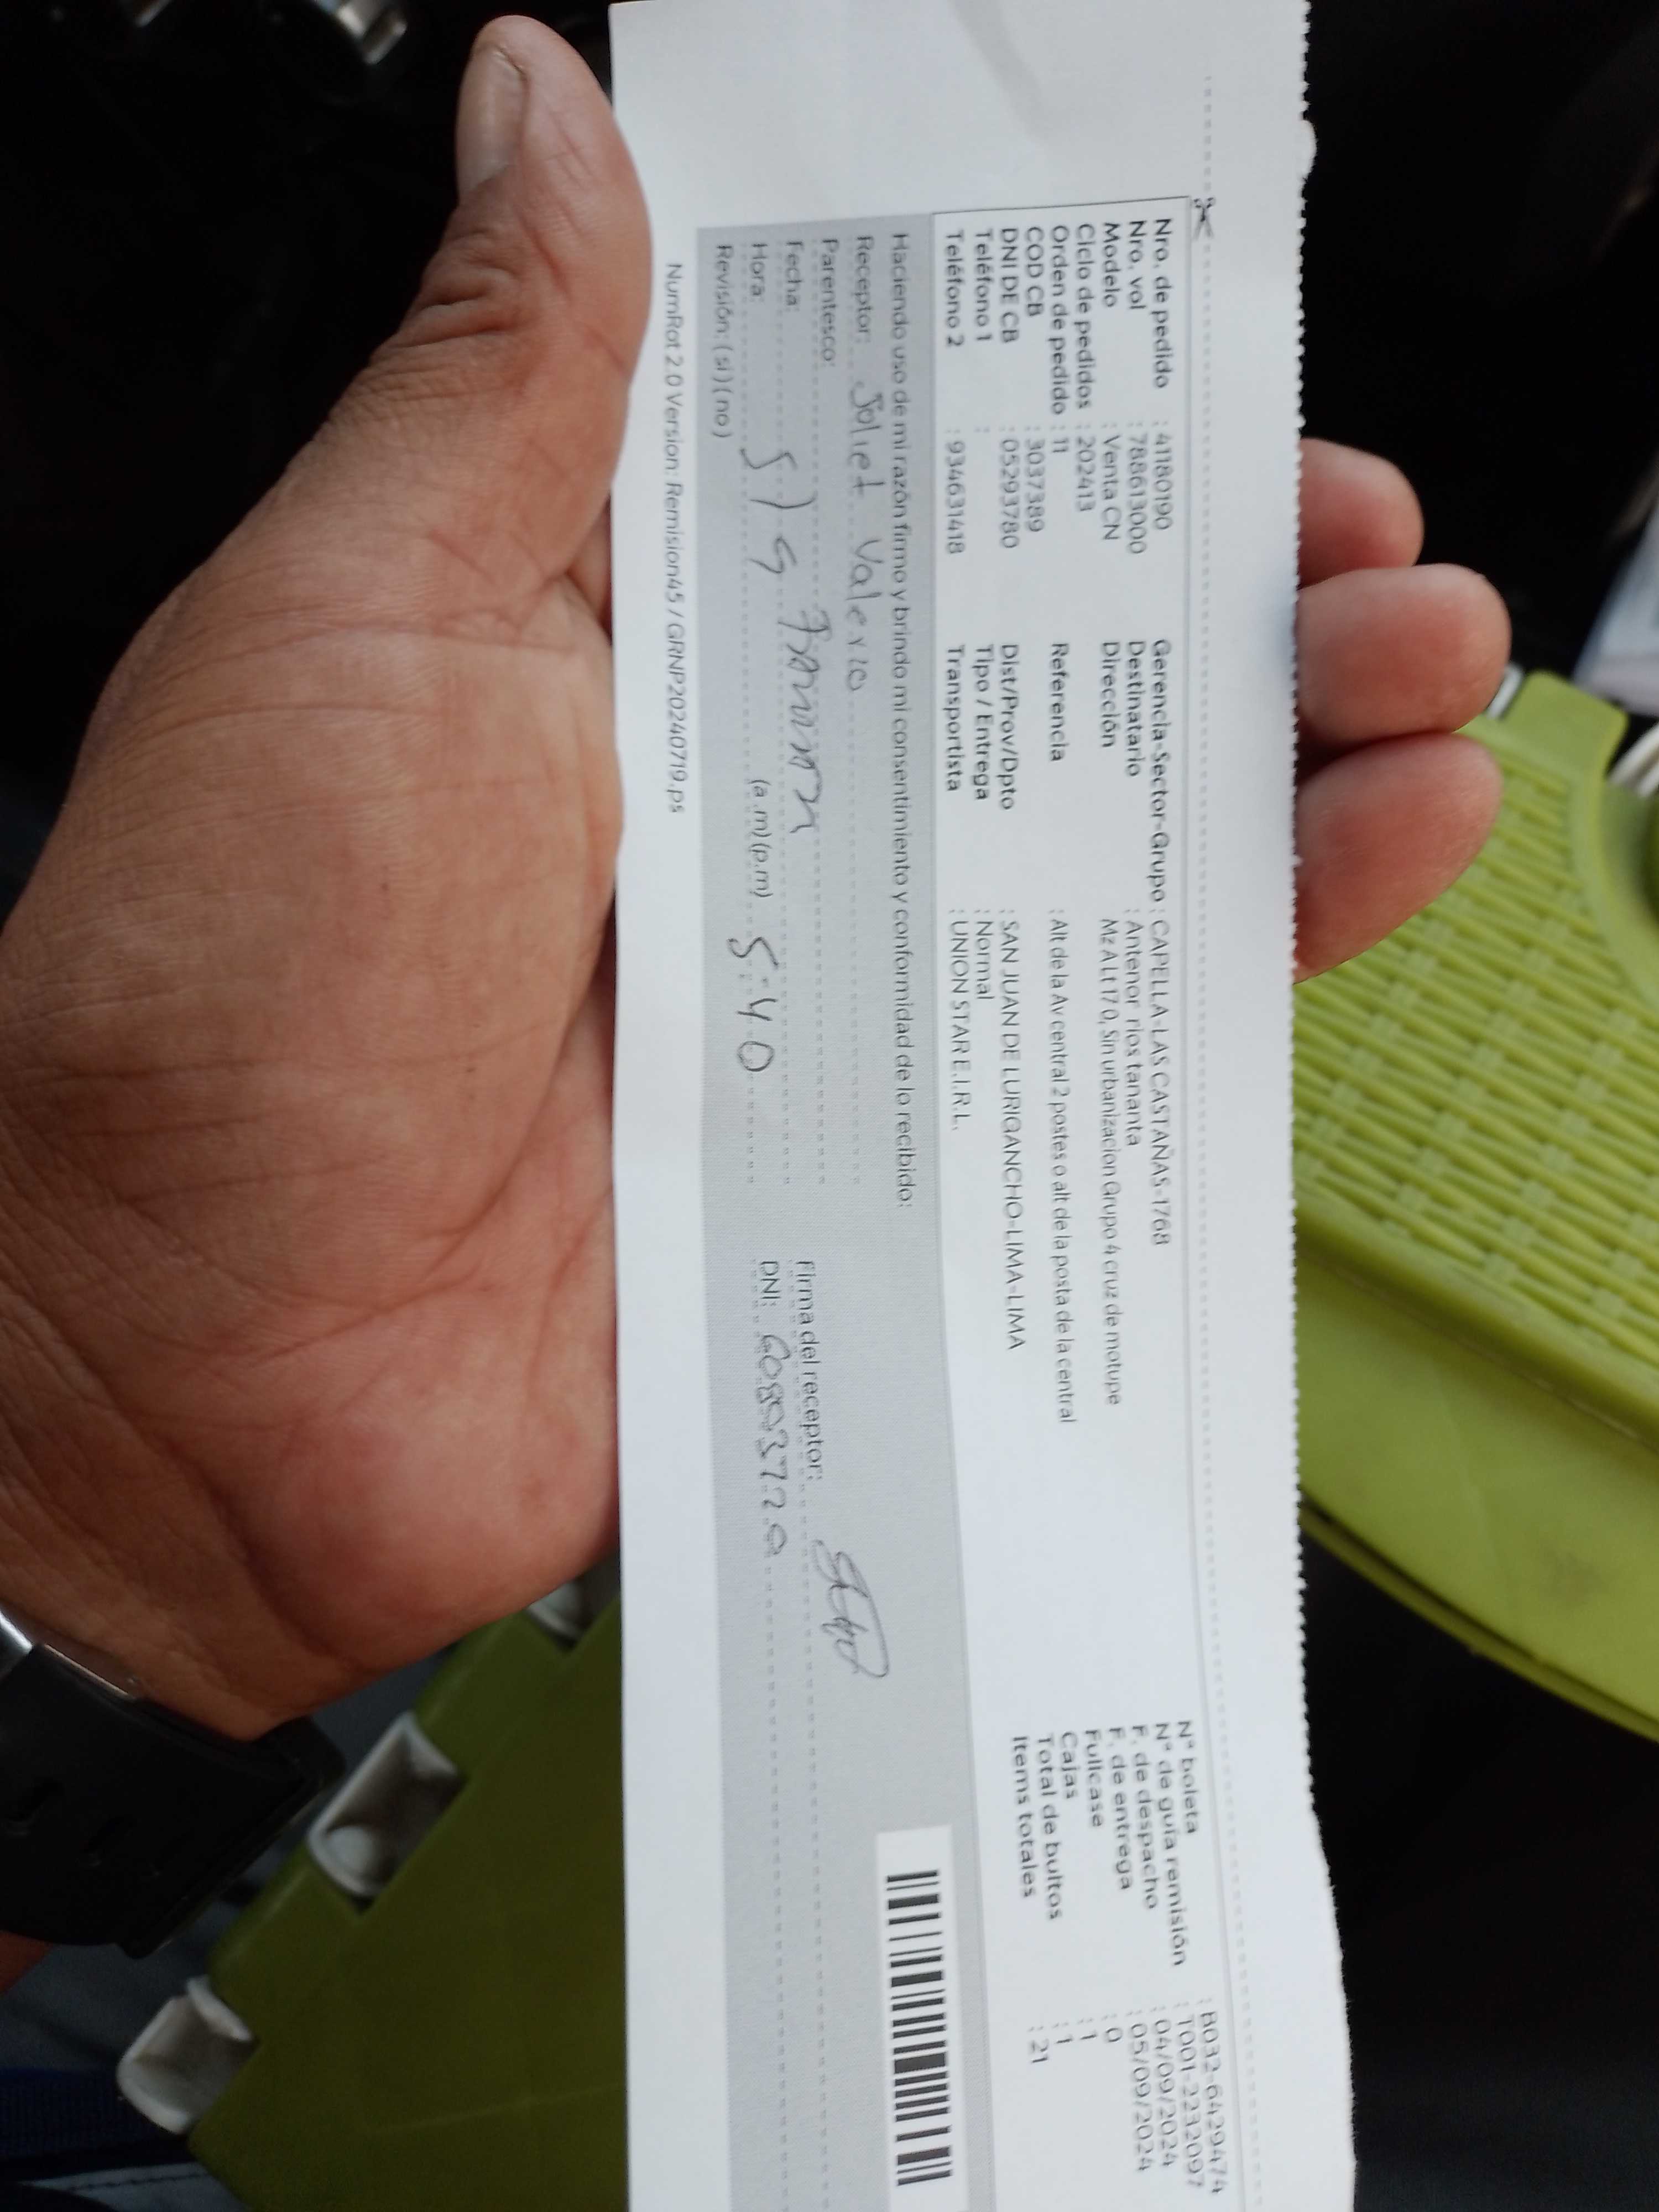 Nro. de pedido : 41180190
Nro. vol : 788613000
Modelo : Venta CN
Ciclo de pedidos : 202413
Orden de pedido : 11
COD CB : 3037389
DNI DE CB : 05293780
Teléfono 1 :
Teléfono 2 : 934631418
Gerencia-Sector-Grupo : CAPELLA-LAS CASTAÑAS-1768
Destinatario : Antenor rios tananta
Dirección Mz A Lt 17 0, Sin urbanizacion Grupo 4 cruz de motupe
Referencia : Alt de la Av central 2 postes o alt de la posta de la central
Dist/Prov/Dpto : SAN JUAN DE LURIGANCHO-LIMA-LIMA
Tipo / Entrega : Normal
Transportista : UNION STAR E.I.R.L.
N° boleta : B032-6429474
N° de guía remisión : T001-2232097
F. de despacho : 04/09/2024
F. de entrega : 05/09/2024
Fullcase : 0
Cajas : 1
Total de bultos : 1
Items totales : 21
Haciendo uso de mi razón firmo y brindo mi consentimiento y conformidad de lo recibido:
Receptor: Joliet Valerio
Parentesco:
Fecha: 5/9
Hora: (a.m)(p.m) 5:40
Revisión: (si) (no)
Firma del receptor:
DNI:
NumRot 2.0 Version: Remision45 / GRNP20240719.ps